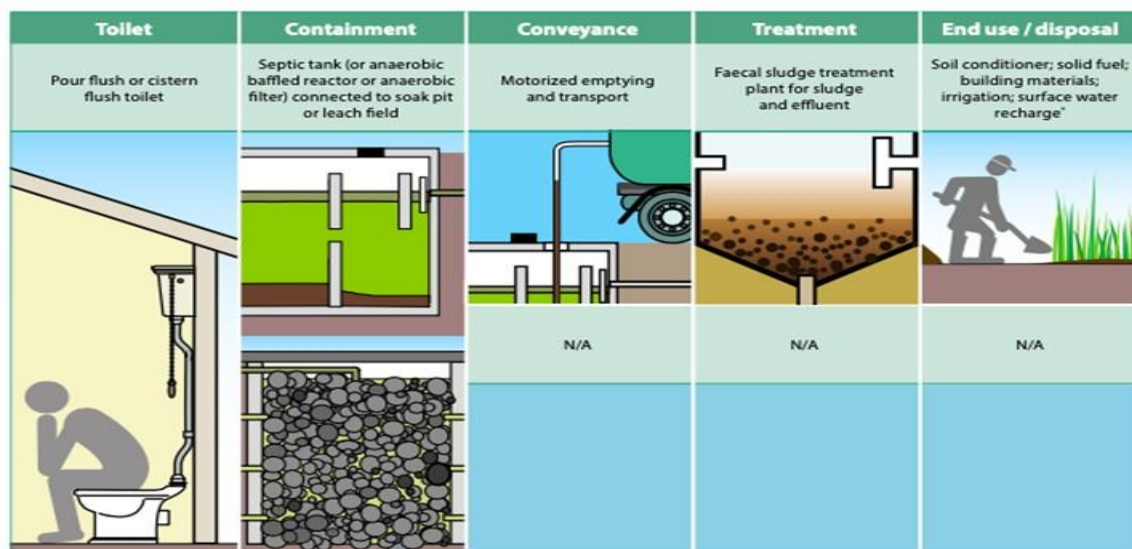 Toilet
Containment
Conveyance
Treatment
End use / disposal
Pour flush or cistern
flush toilet
Septic tank (or anaerobic
baffled reactor or anaerobic
filter) connected to soak pit
or leach field
Motorized emptying
and transport
Faecal sludge treatment
plant for sludge
and effluent
Soil conditioner; solid fuel;
building materials;
irrigation; surface water
recharge*
N/A
N/A
N/A